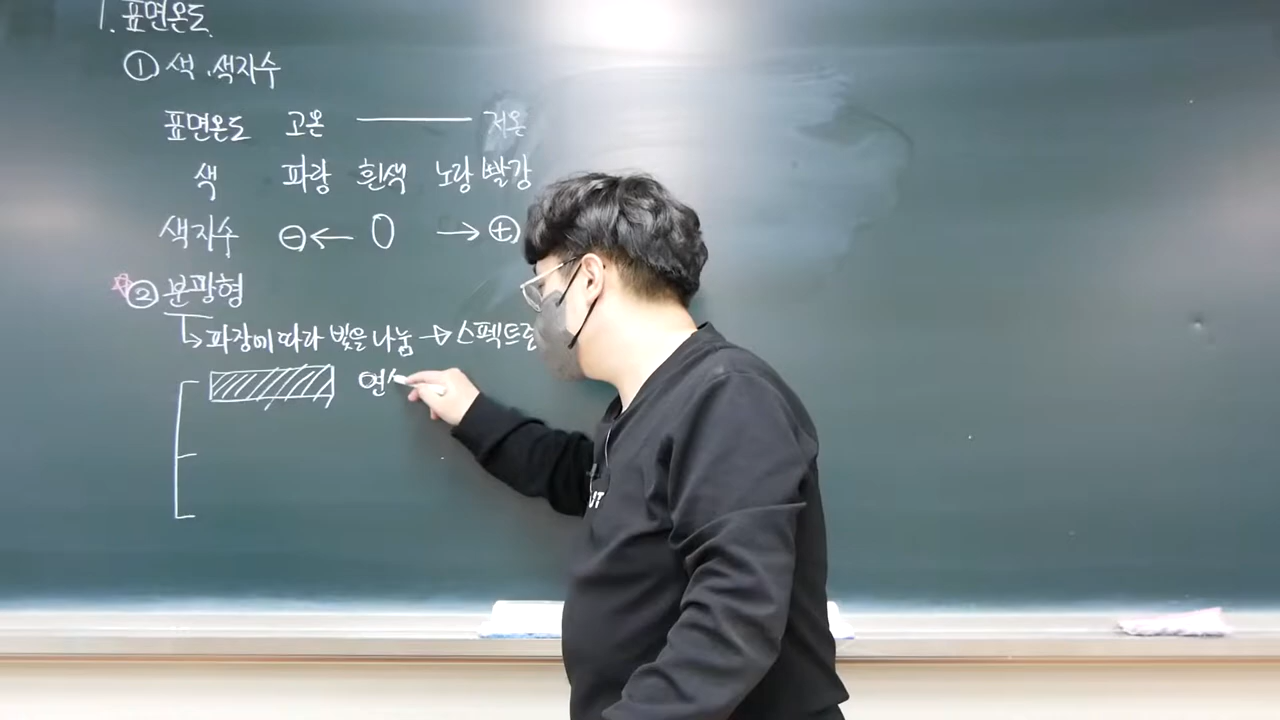 1. 표면온도
① 색, 색지수
표면온도 고온 ─── 저온
색 파랑 흰색 노랑 빨강
색지수 ⊖← 0 →⊕
☆② 분광형
↳ 파장에 따라 빛을 나눔 → 스펙트럼